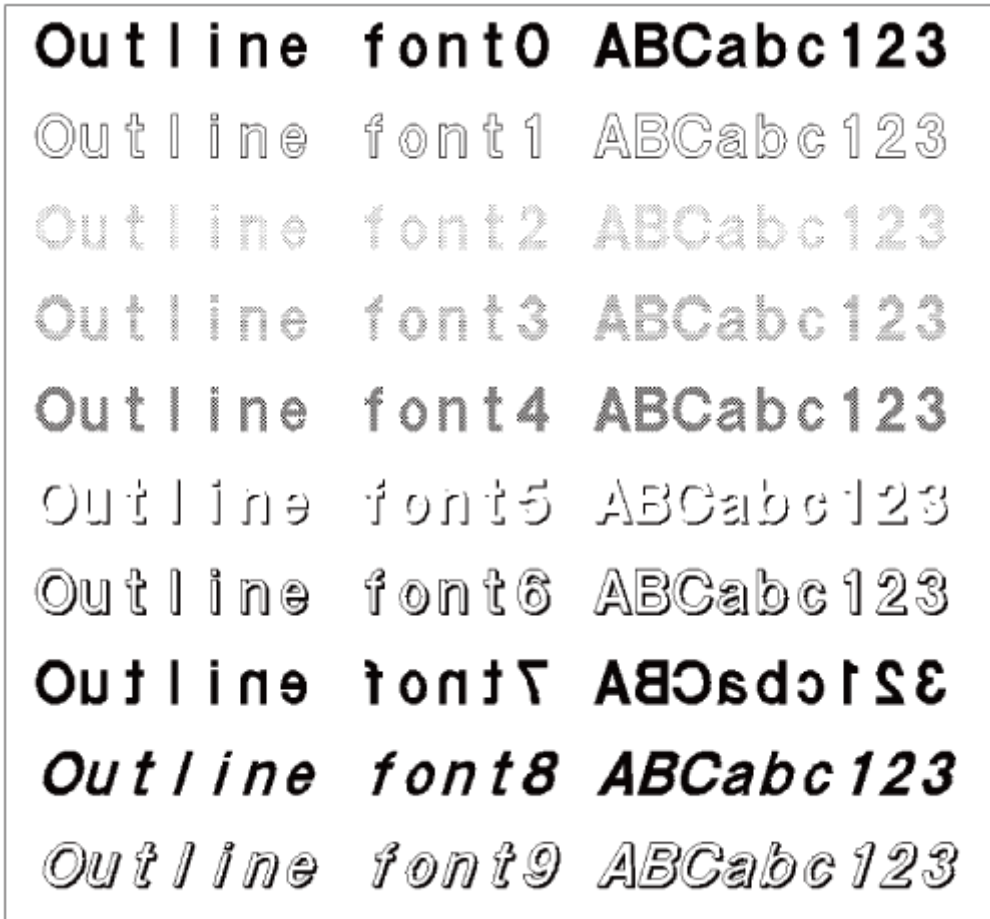 Outline font0 ABCabc123
Outline font1 ABCabc123
Outline font2 ABCabc123
Outline font3 ABCabc123
Outline font4 ABCabc123
Outline font5 ABCabc123
Outline font6 ABCabc123
Outline font7 ABCabc123
Outline font8 ABCabc123
Outline font9 ABCabc123